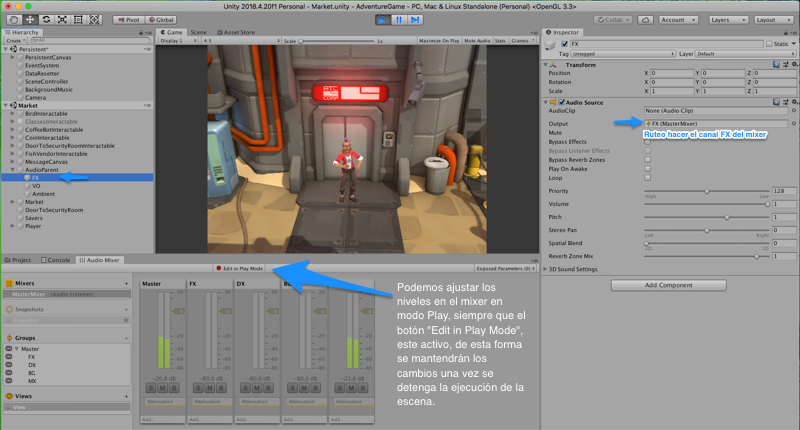 Unity 2018.4.20f1 Personal - Market.unity - AdventureGame - PC, Mac & Linux Standalone (Personal) <OpenGL 3.3>
Pivot Global
Collab Account Layers Layout
Hierarchy
Create
Persistent*
PersistentCanvas
EventSystem
DataResetter
SceneController
BackgroundMusic
Camera
Market
BirdInteractable
GlassesInteractable
CoffeeBotInteractable
CoinInteractable
DoorToSecurityRoomInteractable
FishVendorInteractable
MessageCanvas
AudioParent
FX
VO
Ambient
Market
DoorToSecurityRoom
Savers
Player
Game Scene Asset Store
Display 1 4:3 Scale 2x Maximize On Play Mute Audio Stats Gizmos
Inspector
FX Static
Tag Untagged Layer Default
Transform
Position X 0 Y 0 Z 0
Rotation X 0 Y 0 Z 0
Scale X 1 Y 1 Z 1
Audio Source
AudioClip None (Audio Clip)
Output FX (MasterMixer)
Mute
Ruteo hacer el canal FX del mixer
Bypass Effects
Bypass Listener Effects
Bypass Reverb Zones
Play On Awake
Loop
Priority 128
High Low
Volume 1
Pitch 1
Stereo Pan 0
Left Right
Spatial Blend 0
2D 3D
Reverb Zone Mix 1
3D Sound Settings
Add Component
Project Console Audio Mixer
Edit in Play Mode Exposed Parameters (0)
Mixers
MasterMixer (Audio Listener)
Snapshots
Groups
Master
FX
DX
BG
MX
Views
View
Master FX DX
-20.0 dB -80.0 dB -80.0 dB -80.0 dB -21.0 dB
S M B S M B S M B S M B S M B
Attenuation Attenuation Attenuation Attenuation Attenuation
Add.. Add.. Add.. Add.. Add..
Podemos ajustar los
niveles en el mixer en
modo Play, siempre que el
botón "Edit in Play Mode",
este activo, de esta forma
se mantendrán los
cambios una vez se
detenga la ejecución de la
escena.